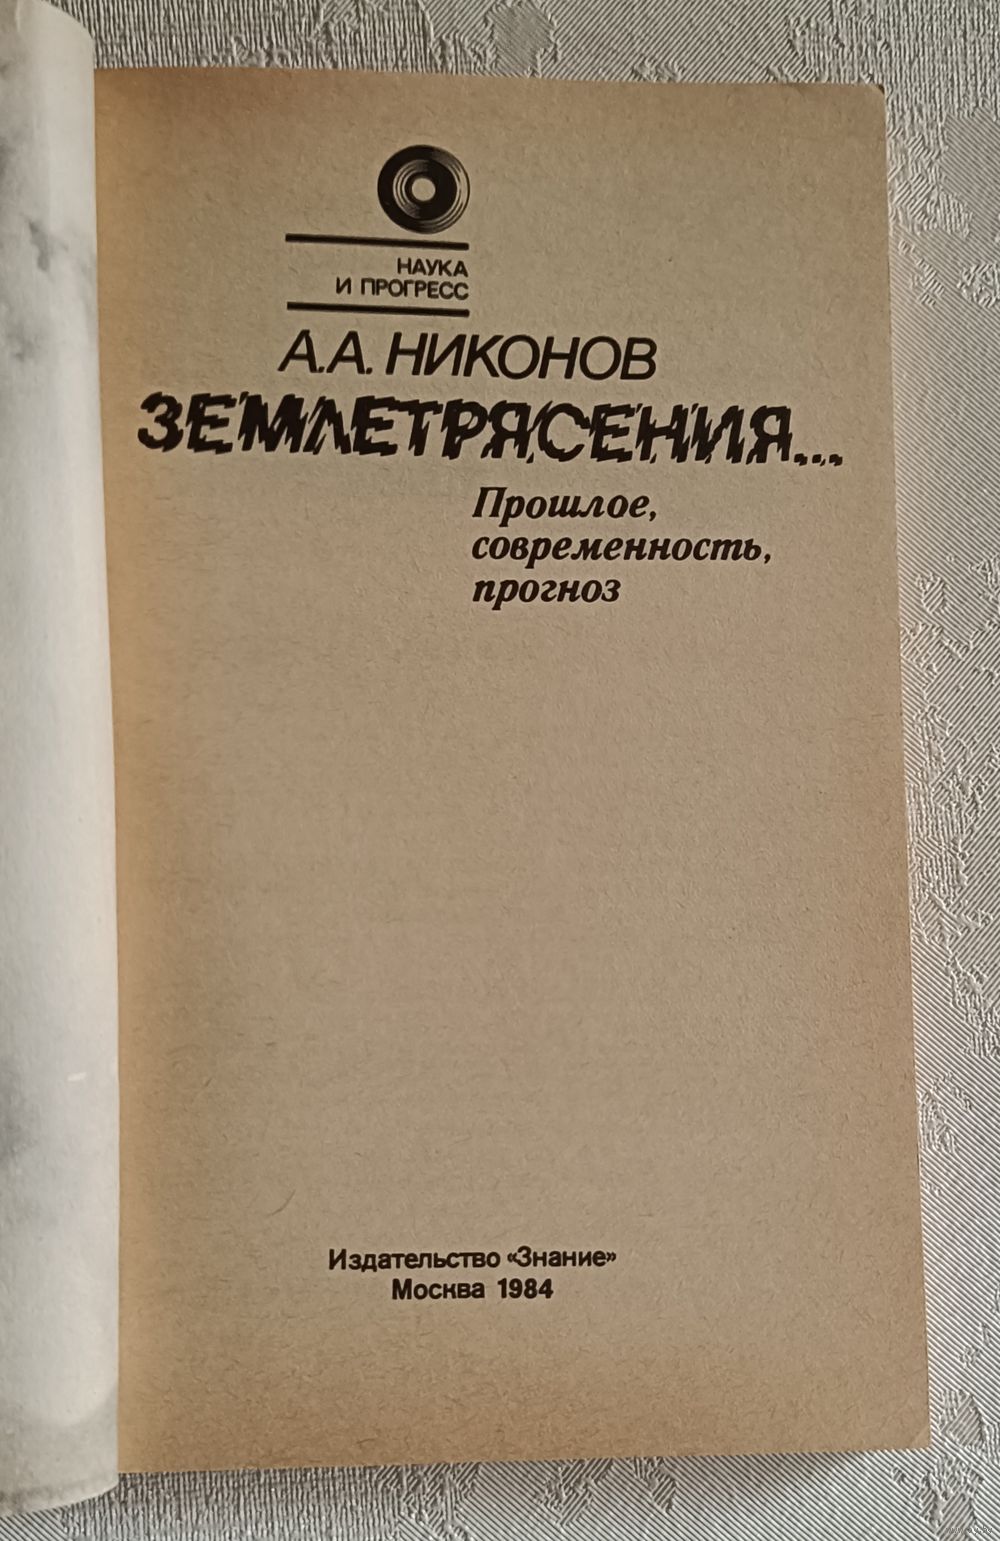 НАУКА
И ПРОГРЕСС
А.А. НИКОНОВ
ЗЕМЛЕТРЯСЕНИЯ...
Прошлое,
современность,
прогноз
Издательство «Знание»
Москва 1984